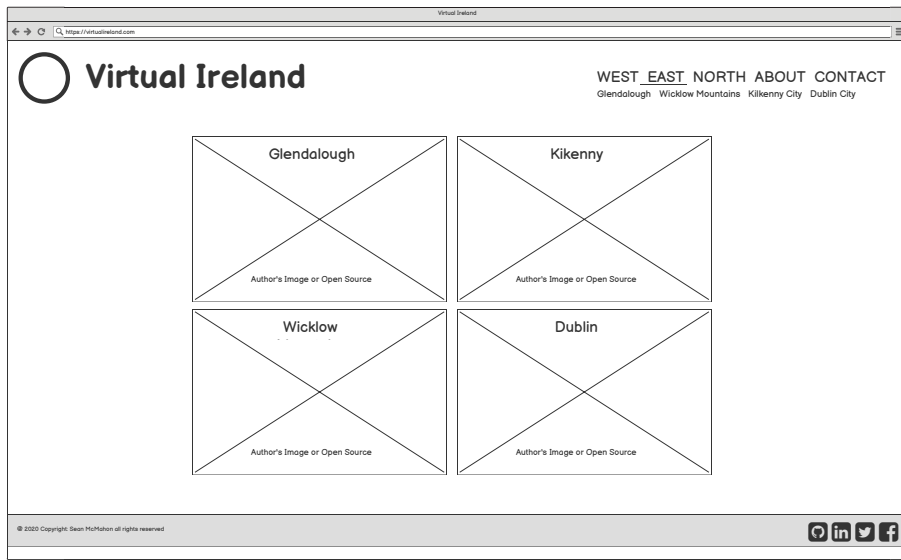 Virtual Ireland
https://virtualireland.com
Virtual Ireland
WEST EAST NORTH ABOUT CONTACT
Glendalough Wicklow Mountains Kilkenny City Dublin City
Glendalough
Kikenny
Author's Image or Open Source
Author's Image or Open Source
Wicklow
Dublin
Author's Image or Open Source
Author's Image or Open Source
© 2020 Copyright: Sean McMahon all rights reserved